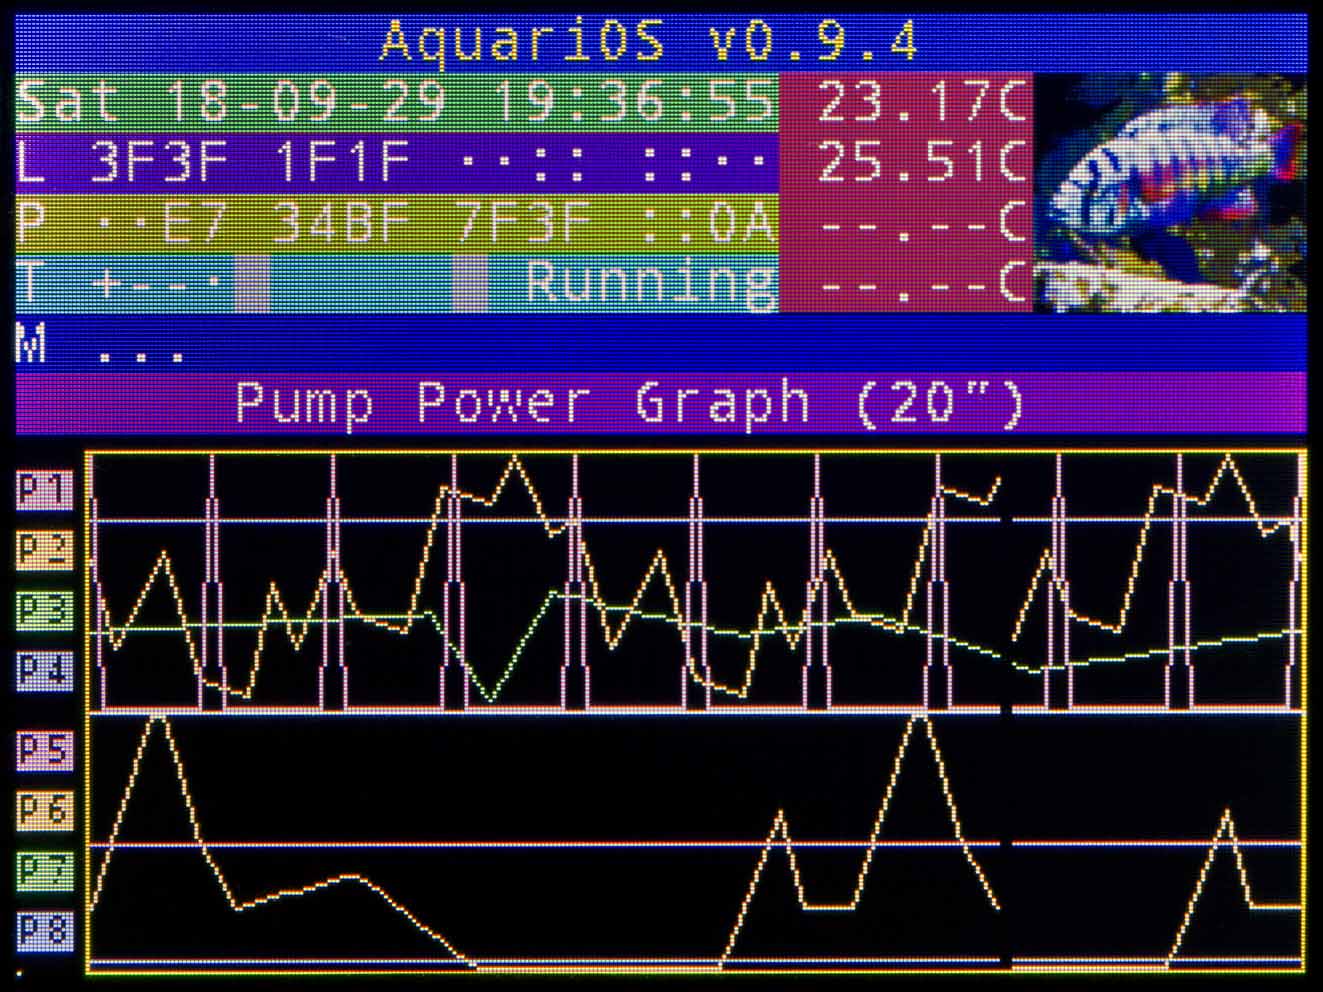 AquariOS v0.9.4
Sat 18-09-29 19:36:55 23.17C
L 3F3F 1F1F ··:: ::·· 25.51C
P ··E7 34BF 7F3F ::0A --.--C
T +--· Running --.--C
M ...
Pump Power Graph (20")
P1
P2
P3
P4
P5
P6
P7
P8